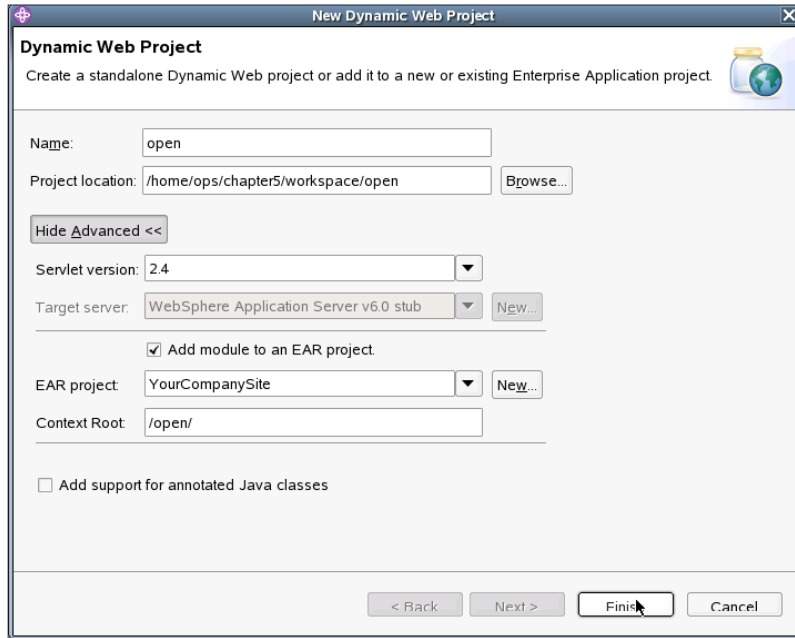 New Dynamic Web Project
Dynamic Web Project
Create a standalone Dynamic Web project or add it to a new or existing Enterprise Application project.
Name: open
Project location: /home/ops/chapter5/workspace/open Browse...
Hide Advanced <<
Servlet version: 2.4
Target server: WebSphere Application Server v6.0 stub New...
Add module to an EAR project.
EAR project: YourCompanySite New...
Context Root: /open/
Add support for annotated Java classes
< Back Next > Finish Cancel